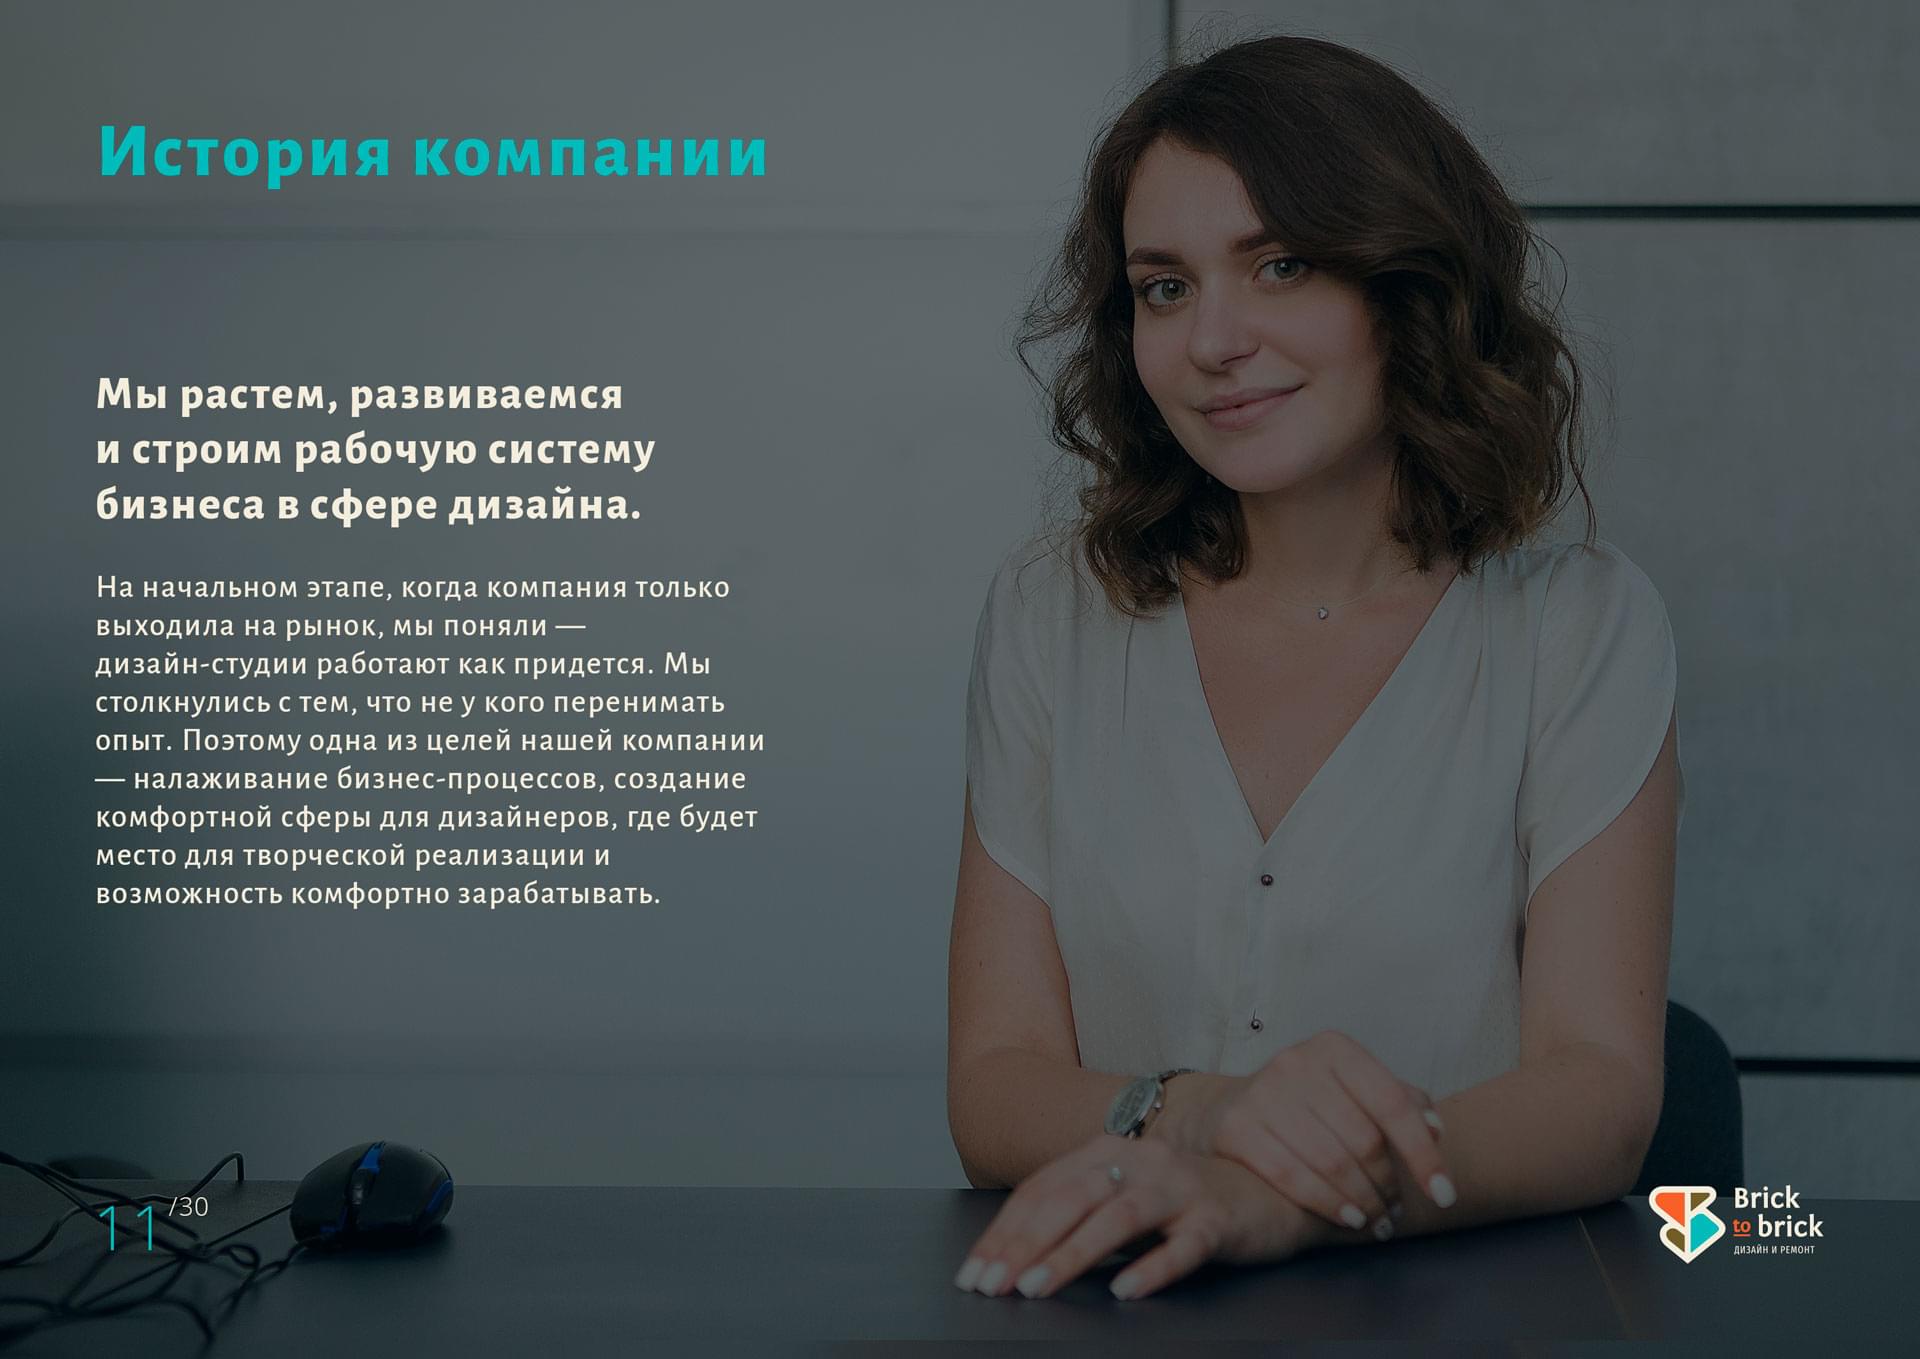 История компании
Мы растем, развиваемся
и строим рабочую систему
бизнеса в сфере дизайна.
На начальном этапе, когда компания только
выходила на рынок, мы поняли —
дизайн-студии работают как придется. Мы
столкнулись с тем, что не у кого перенимать
опыт. Поэтому одна из целей нашей компании
— налаживание бизнес-процессов, создание
комфортной сферы для дизайнеров, где будет
место для творческой реализации и
возможность комфортно зарабатывать.
11 /30
Brick
to brick
ДИЗАЙН И РЕМОНТ